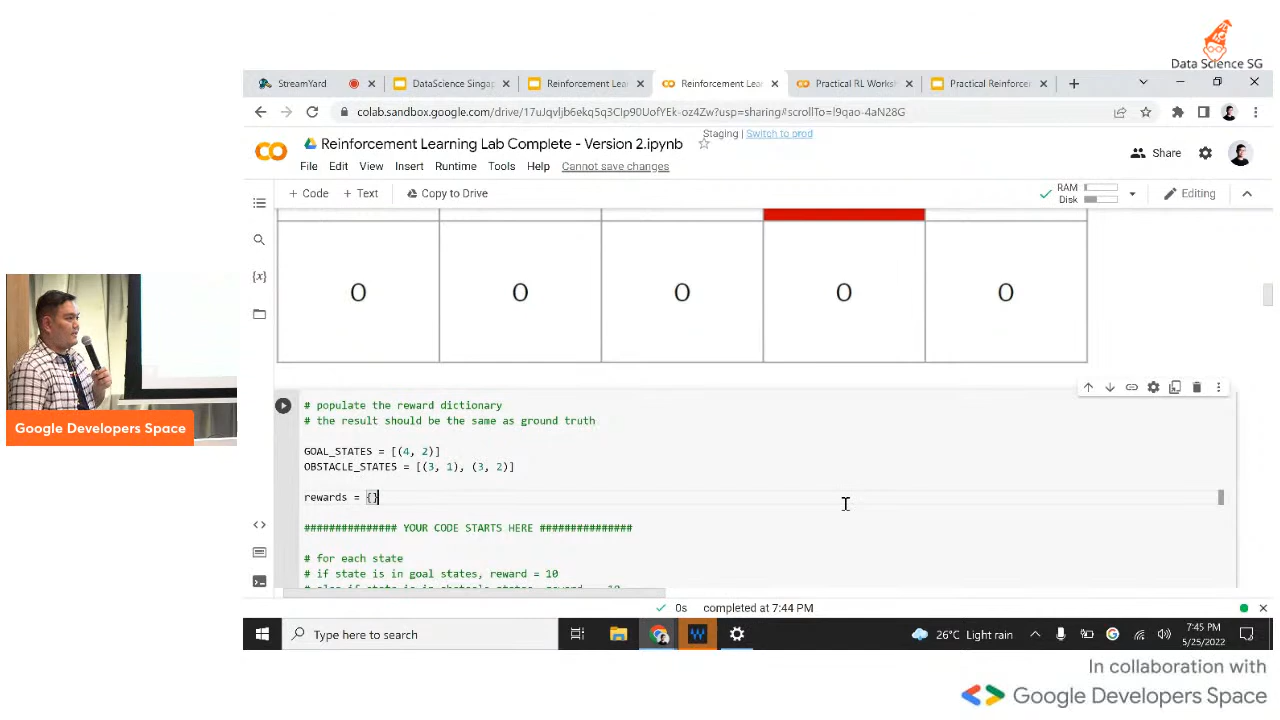 Data Science SG
StreamYard
DataScience Singap
Reinforcement Lea
Reinforcement Lea
Practical RL Worksh
Practical Reinforcer
colab.sandbox.google.com/drive/17uJqvljb6ekq5q3CIp90UofYEk-oz4Zw?usp=sharing#scrollTo=I9qao-4aN28G
Reinforcement Learning Lab Complete - Version 2.ipynb
Staging | Switch to prod
File Edit View Insert Runtime Tools Help Cannot save changes
Share
+ Code + Text Copy to Drive
RAM
Disk
Editing
0 0 0 0 0
# populate the reward dictionary
# the result should be the same as ground truth
GOAL_STATES = [(4, 2)]
OBSTACLE_STATES = [(3, 1), (3, 2)]
rewards = {}
############### YOUR CODE STARTS HERE ###############
# for each state
# if state is in goal states, reward = 10
Google Developers Space
0s completed at 7:44 PM
Type here to search
26°C Light rain
7:45 PM
5/25/2022
In collaboration with
Google Developers Space